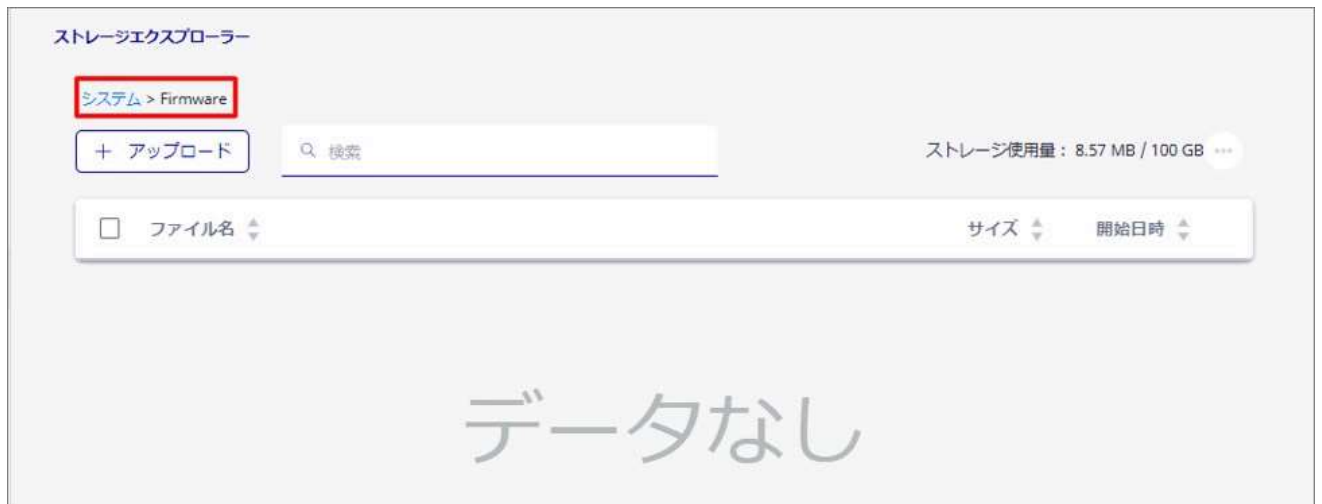 ストレージエクスプローラー
システム > Firmware
+ アップロード
検索
ストレージ使用量： 8.57 MB / 100 GB
ファイル名
サイズ
開始日時
データなし